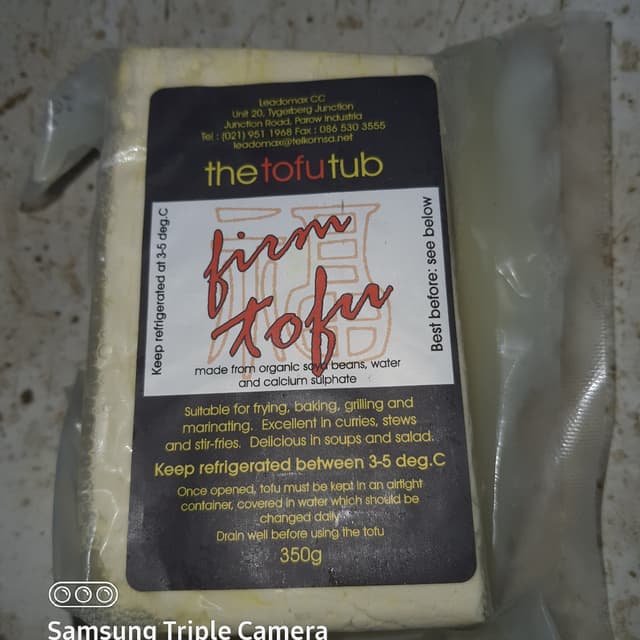 Leadomax CC
Unit 20, Tygerberg Junction
Junction Road, Parow Industria
Tel : (021) 951 1968 Fax : 086 530 3555
leadomax@telkomsa.net
thetofutub
Keep refrigerated at 3-5 deg.C
firm
tofu
Best before: see below
made from organic soya beans, water
and calcium sulphate
Suitable for frying, baking, grilling and
marinating. Excellent in curries, stews
and stir-fries. Delicious in soups and salad.
Keep refrigerated between 3-5 deg.C
Once opened, tofu must be kept in an airtight
container, covered in water which should be
changed daily
Drain well before using the tofu
350g
Samsung Triple Camera